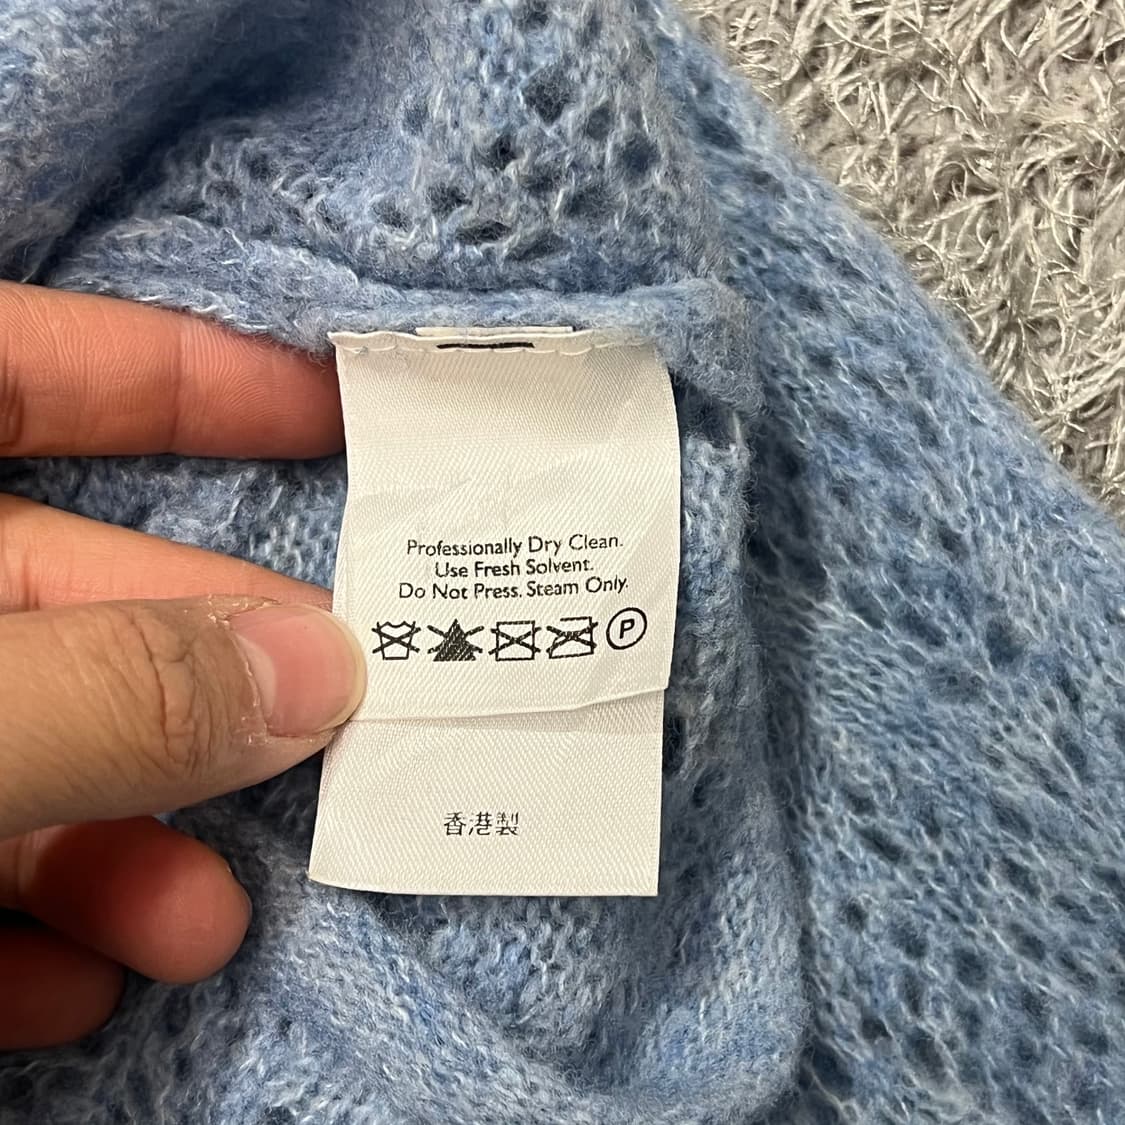 Professionally Dry Clean.
Use Fresh Solvent.
Do Not Press. Steam Only.
P
香港製